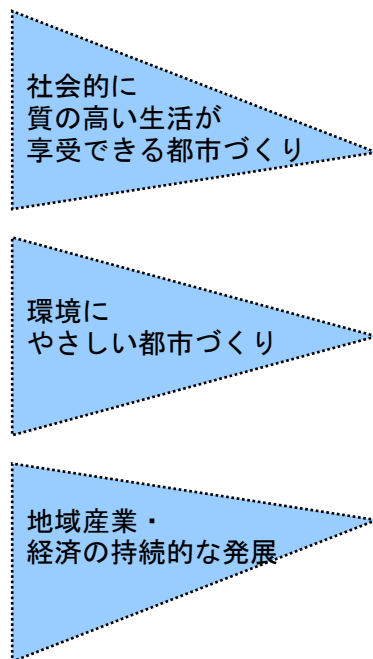 社会的に
質の高い生活が
享受できる都市づくり
環境に
やさしい都市づくり
地域産業・
経済の持続的な発展